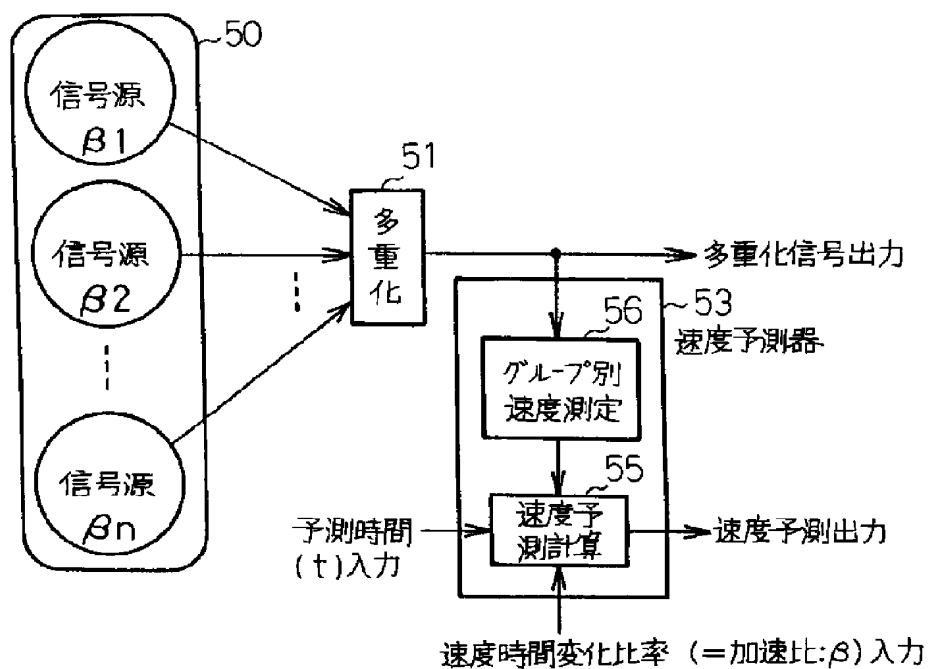 50
信号源
β1
信号源
β2
信号源
βn
51
多
重
化
多重化信号出力
53
速度予測器
56
グループ別
速度測定
55
速度予
測計算
予測時間
(t)入力
速度予測出力
速度時間変化比率 (=加速比:β)入力